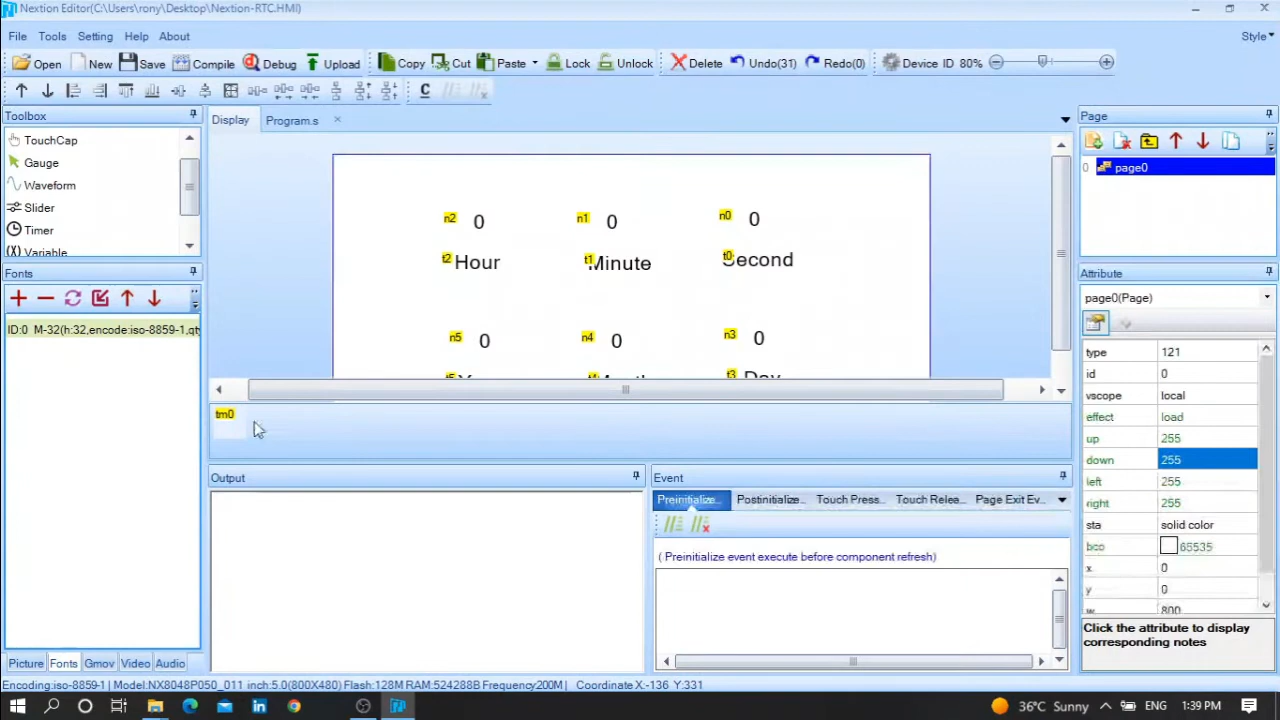 Nextion Editor(C:\Users\rony\Desktop\Nextion-RTC.HMI)
File Tools Setting Help About Style
Open New Save Compile Debug Upload Copy Cut Paste Lock Unlock Delete Undo(31) Redo(0) Device ID 80%
Toolbox
TouchCap
Gauge
Waveform
Slider
Timer
Variable
Fonts
ID:0 M-32(h:32,encode:iso-8859-1,qty
Picture Fonts Gmov Video Audio
Display Program.s
n2 0 n1 0 n0 0
t2 Hour t1 Minute t0 Second
n5 0 n4 0 n3 0
t3 Day
tm0
Output
Event
Preinitialize... Postinitialize... Touch Press... Touch Relea... Page Exit Ev...
( Preinitialize event execute before component refresh)
Page
0 page0
Attribute
page0(Page)
type 121
id 0
vscope local
effect load
up 255
down 255
left 255
right 255
sta solid color
bco 65535
x 0
y 0
w 800
Click the attribute to display
corresponding notes
Encoding:iso-8859-1| Model:NX8048P050_011 inch:5.0(800X480) Flash:128M RAM:524288B Frequency200M| Coordinate X:-136 Y:331
36°C Sunny ENG 1:39 PM